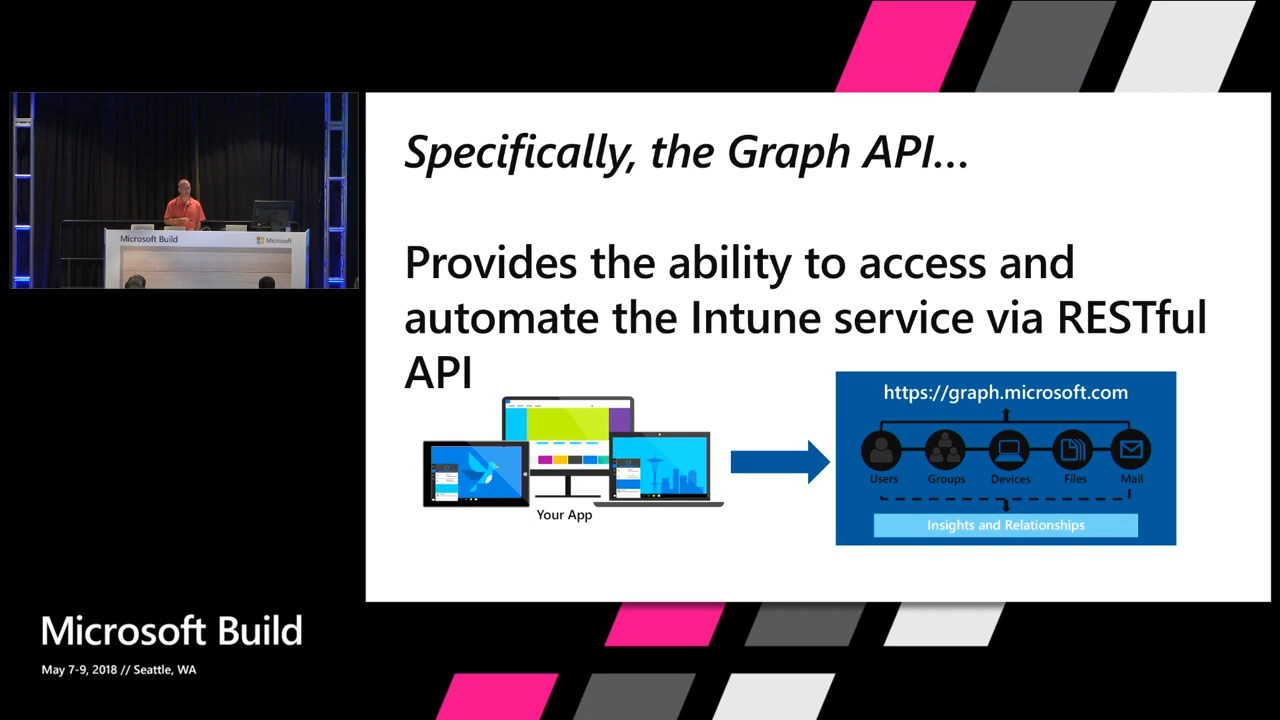 Microsoft Build
Microsoft
Specifically, the Graph API...
Provides the ability to access and
automate the Intune service via RESTful
API
Your App
https://graph.microsoft.com
Users
Groups
Devices
Files
Mail
Insights and Relationships
Microsoft Build
May 7-9, 2018 // Seattle, WA